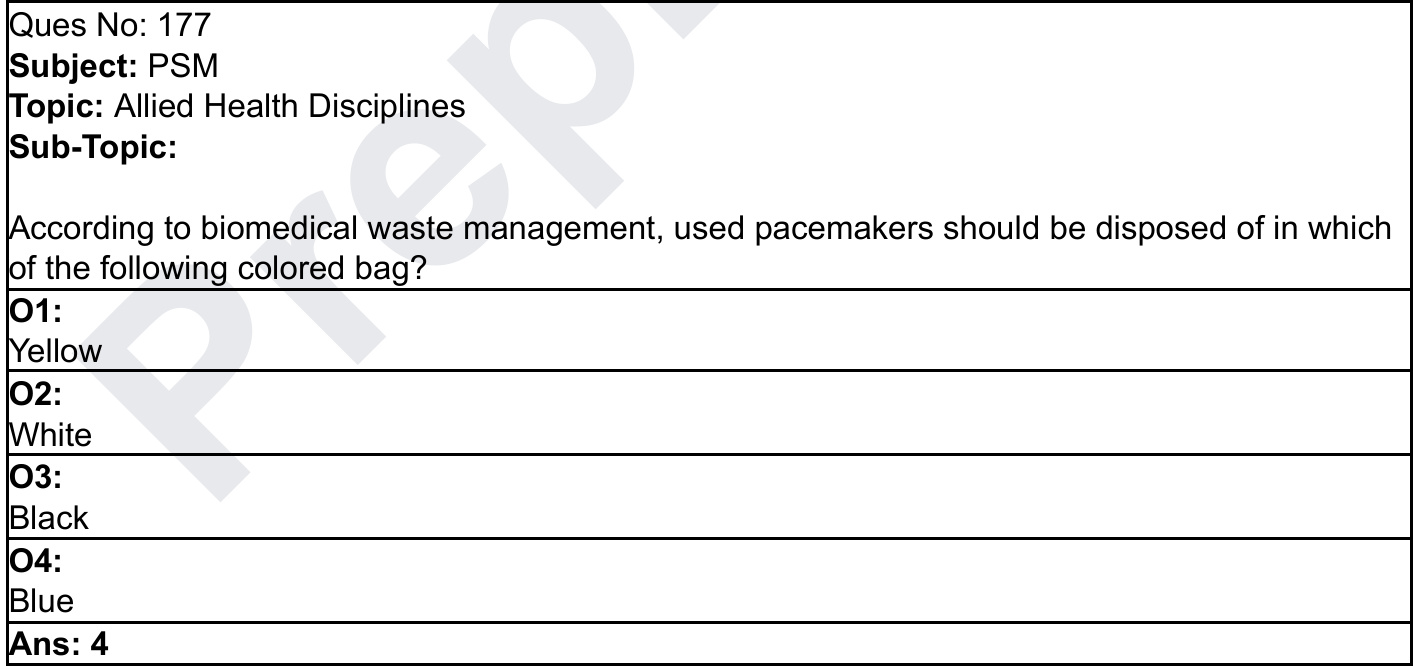 Ques No: 177
Subject: PSM
Topic: Allied Health Disciplines
Sub-Topic:
According to biomedical waste management, used pacemakers should be disposed of in which
of the following colored bag?
O1:
Yellow
O2:
White
O3:
Black
O4:
Blue
Ans: 4
Prep